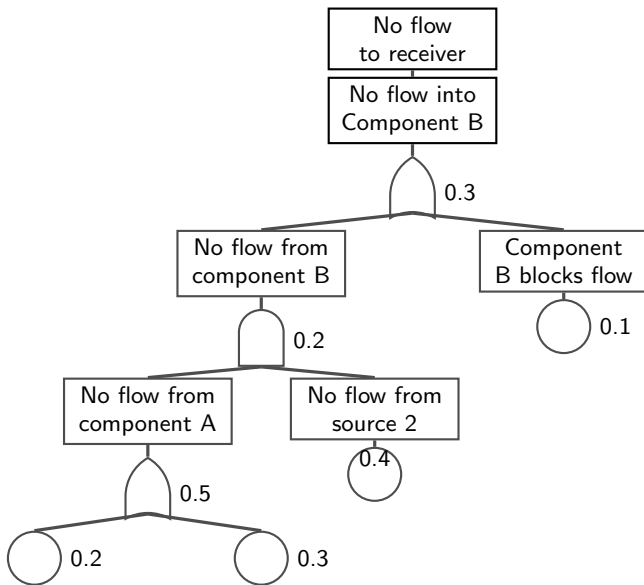 No flow
to receiver
No flow into
Component B
0.3
No flow from
component B
Component
B blocks flow
0.2
0.1
No flow from
component A
No flow from
source 2
0.5
0.4
0.2
0.3